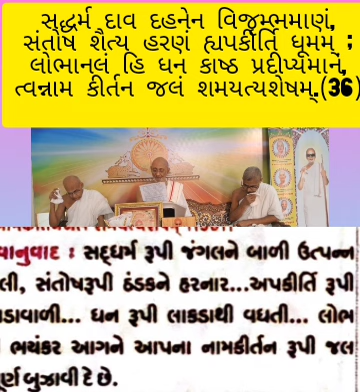 સદ્ધર્મ દાવ દહનેન વિજૃમ્ભમાણં,
સંતોષ શૈત્ય હરણં હ્યપકીર્તિ ધૂમમ્ ;
લોભાનલં હિ ધન કાષ્ઠ પ્રદીપ્યમાનં,
ત્વન્નામ કીર્તન જલં શમયત્યશેષમ્.(36)
વાનુવાદ : સદ્ધર્મ રૂપી જંગલને બાળી ઉત્પન્ન
લી, સંતોષરૂપી ઠંડકને હરનાર...અપકીર્તિ રૂપી
ડાવાળી... ધન રૂપી લાકડાથી વધતી... લોભ
ભયંકર આગને આપના નામકીર્તન રૂપી જલ
ર્ણ બુઝાવી દે છે.